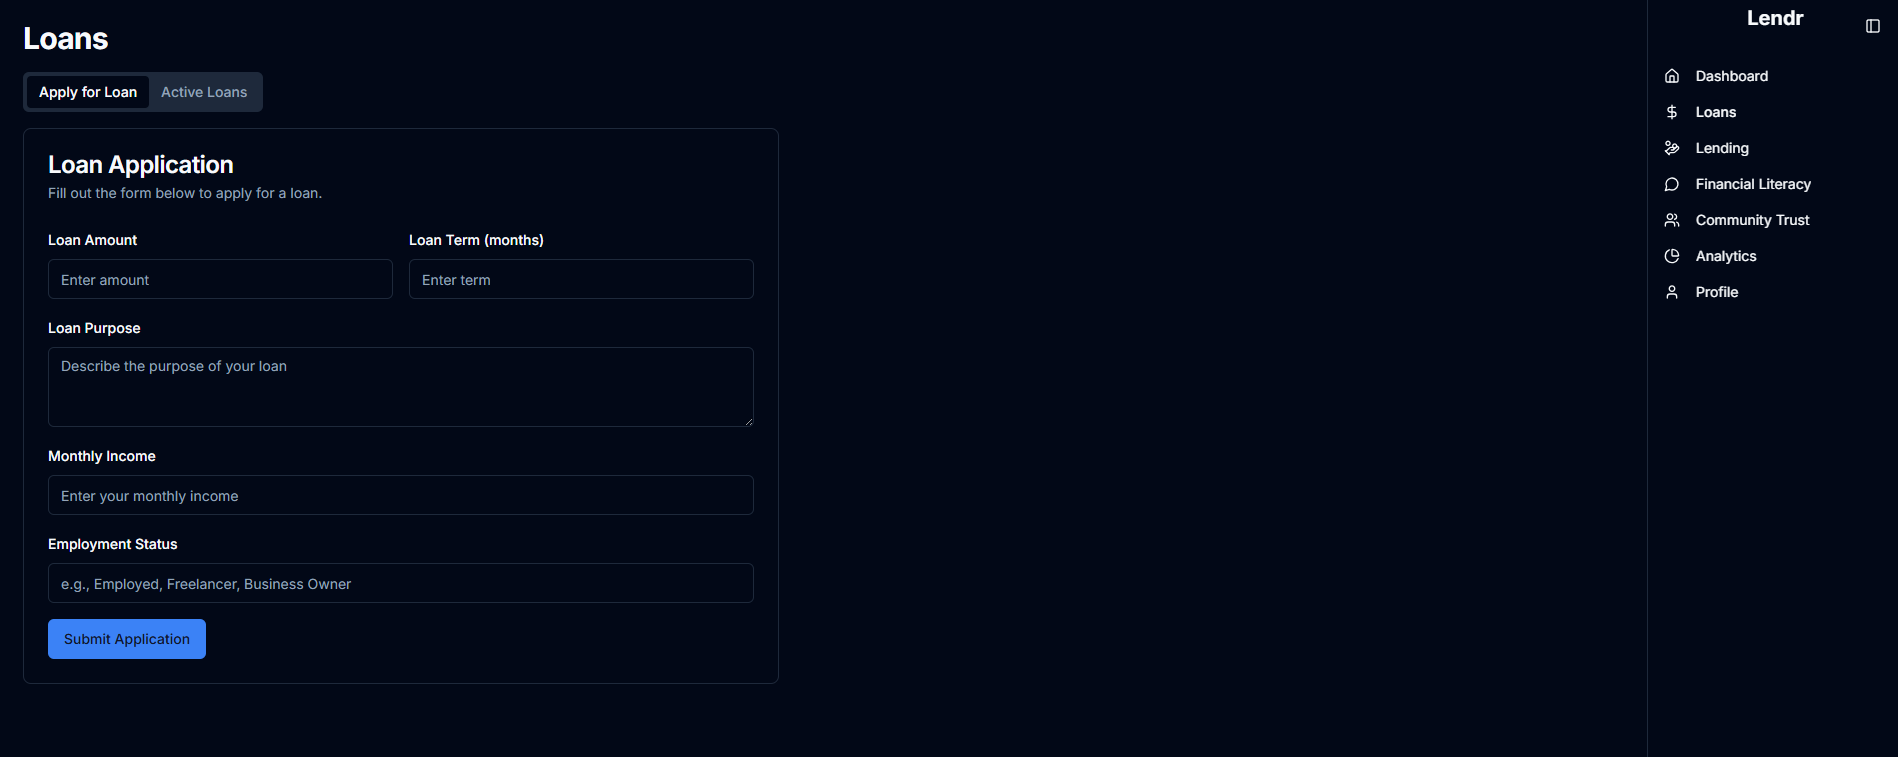 Loans
Apply for Loan
Active Loans
Loan Application
Fill out the form below to apply for a loan.
Loan Amount
Loan Term (months)
Enter amount
Enter term
Loan Purpose
Describe the purpose of your loan
Monthly Income
Enter your monthly income
Employment Status
e.g., Employed, Freelancer, Business Owner
Submit Application
Lendr
Dashboard
Loans
Lending
Financial Literacy
Community Trust
Analytics
Profile